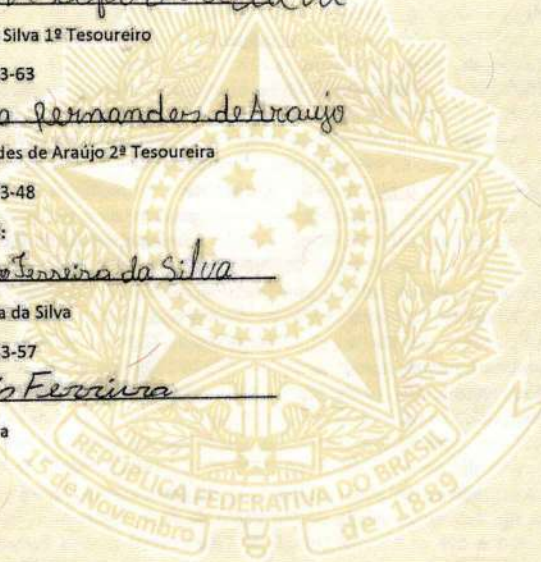 Silva 1º Tesoureiro
3-63
a Fernandes de Araujo
des de Araújo 2ª Tesoureira
3-48
:
Ferreira da Silva
a da Silva
3-57
Ferreira
a
REPÚBLICA FEDERATIVA DO BRASIL
15 de Novembro de 1889